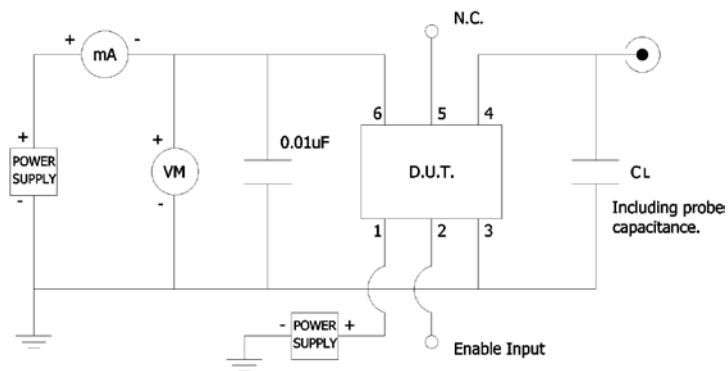 N.C.
+ mA -
6 5 4
+
POWER
SUPPLY
-
+
VM
-
0.01uF
D.U.T.
CL
Including probe
capacitance.
1 2 3
- POWER
SUPPLY +
Enable Input